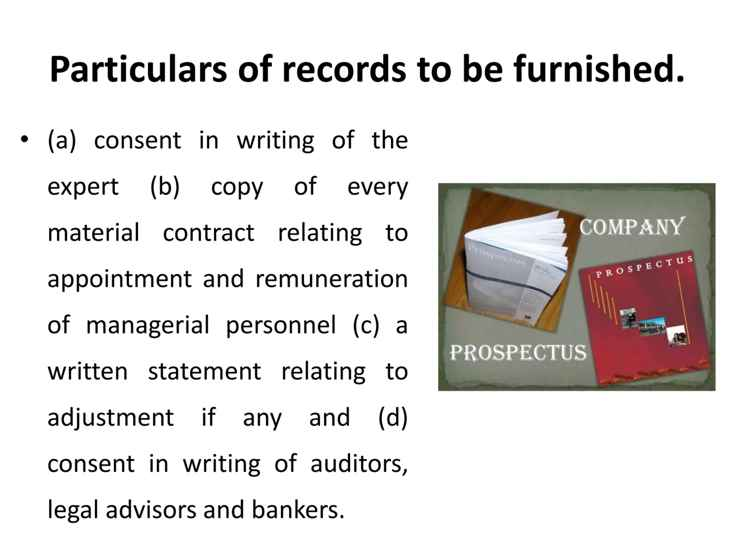 Particulars of records to be furnished.
• (a) consent in writing of the
expert (b) copy of every
material contract relating to
appointment and remuneration
of managerial personnel (c) a
written statement relating to
adjustment if any and (d)
consent in writing of auditors,
legal advisors and bankers.
COMPANY
Prospectus
PROSPECTUS
PROSPECTUS